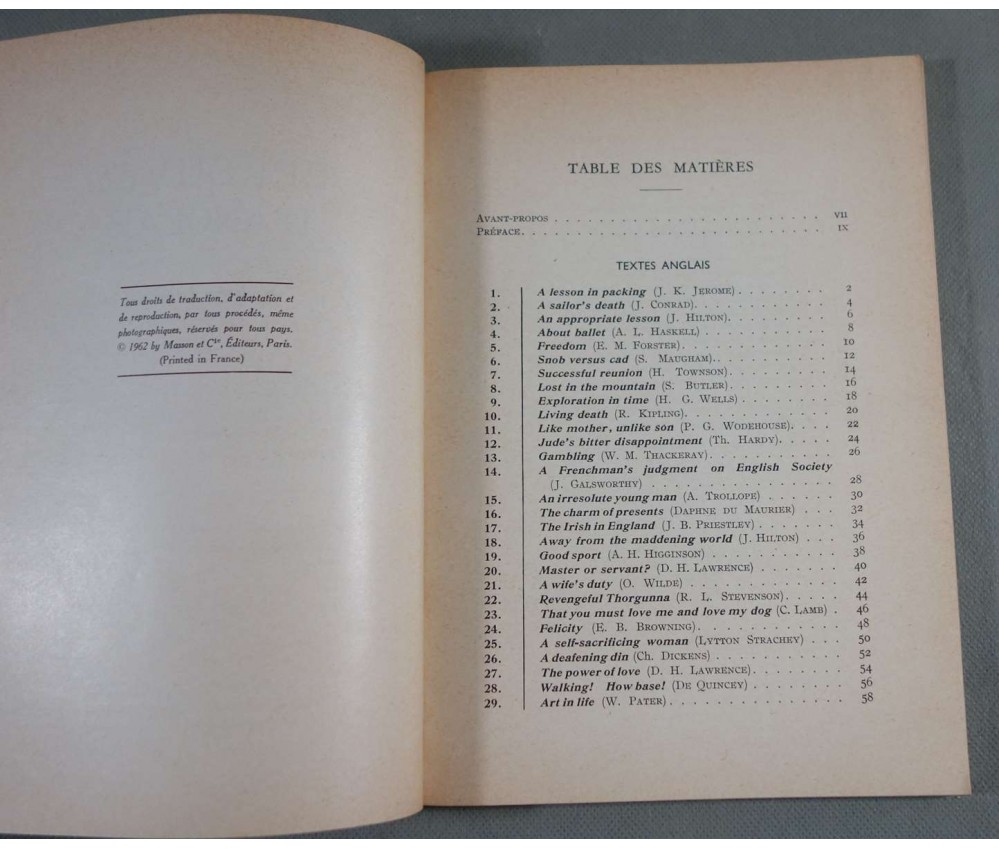 Tous droits de traduction, d'adaptation et
de reproduction, par tous procédés, même
photographiques, réservés pour tous pays.
© 1962 by Masson et Cie, Éditeurs, Paris.
(Printed in France)
TABLE DES MATIÈRES
AVANT-PROPOS . . . . . . . . . . . . . . . . . . . . . . . . VII
PRÉFACE. . . . . . . . . . . . . . . . . . . . . . . . . . . IX
TEXTES ANGLAIS
1. A lesson in packing (J. K. JEROME) . . . . . . . . 2
2. A sailor's death (J. CONRAD). . . . . . . . . . . . 4
3. An appropriate lesson (J. HILTON). . . . . . . . . 6
4. About ballet (A. L. HASKELL) . . . . . . . . . . . 8
5. Freedom (E. M. FORSTER) . . . . . . . . . . . . . 10
6. Snob versus cad (S. MAUGHAM). . . . . . . . . . . 12
7. Successful reunion (H. TOWNSON) . . . . . . . . . 14
8. Lost in the mountain (S. BUTLER). . . . . . . . . 16
9. Exploration in time (H. G. WELLS) . . . . . . . . 18
10. Living death (R. KIPLING). . . . . . . . . . . . . 20
11. Like mother, unlike son (P. G. WODEHOUSE). . . . 22
12. Jude's bitter disappointment (TH. HARDY). . . . . 24
13. Gambling (W. M. THACKERAY) . . . . . . . . . . . 26
14. A Frenchman's judgment on English Society
(J. GALSWORTHY) . . . . . . . . . . . . . . . . 28
15. An irresolute young man (A. TROLLOPE) . . . . . . 30
16. The charm of presents (DAPHNE DU MAURIER) . . . 32
17. The Irish in England (J. B. PRIESTLEY) . . . . . . . 34
18. Away from the maddening world (J. HILTON) . . . 36
19. Good sport (A. H. HIGGINSON) . . . . . . . . . . . 38
20. Master or servant? (D. H. LAWRENCE) . . . . . . . 40
21. A wife's duty (O. WILDE) . . . . . . . . . . . . . 42
22. Revengeful Thorgunna (R. L. STEVENSON). . . . . 44
23. That you must love me and love my dog (C. LAMB) . 46
24. Felicity (E. B. BROWNING). . . . . . . . . . . . . 48
25. A self-sacrificing woman (LYTTON STRACHEY) . . . 50
26. A deafening din (CH. DICKENS) . . . . . . . . . . . 52
27. The power of love (D. H. LAWRENCE). . . . . . . . 54
28. Walking! How base! (DE QUINCEY) . . . . . . . . 56
29. Art in life (W. PATER). . . . . . . . . . . . . . . 58